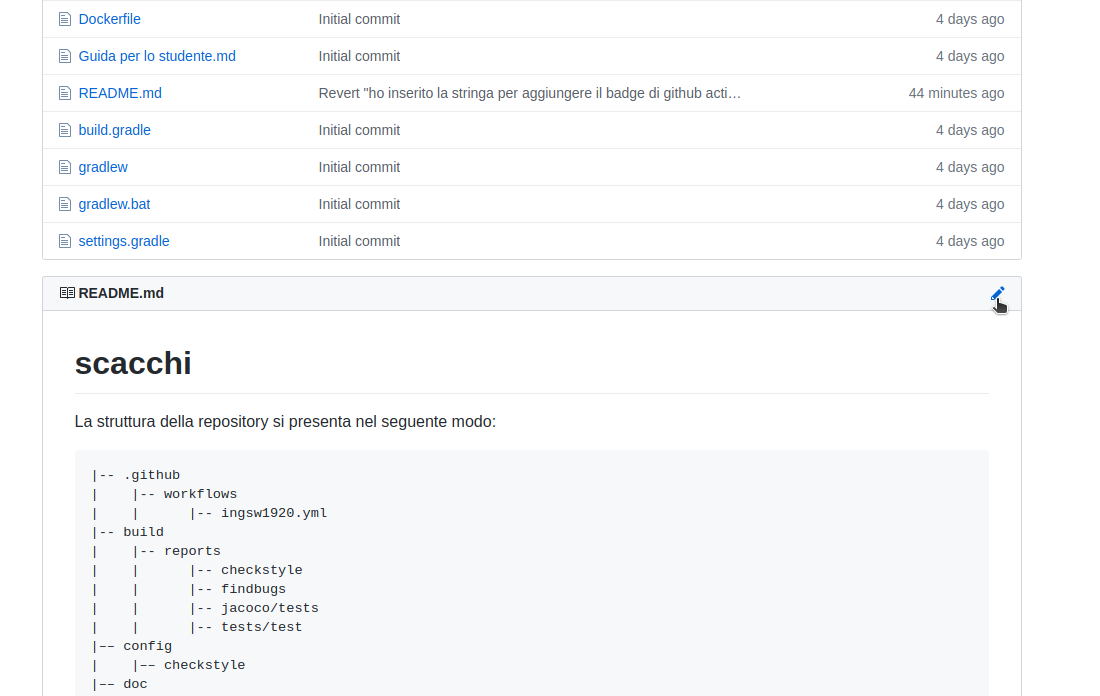 Dockerfile Initial commit 4 days ago
Guida per lo studente.md Initial commit 4 days ago
README.md Revert "ho inserito la stringa per aggiungere il badge di github acti… 44 minutes ago
build.gradle Initial commit 4 days ago
gradlew Initial commit 4 days ago
gradlew.bat Initial commit 4 days ago
settings.gradle Initial commit 4 days ago
README.md
scacchi
La struttura della repository si presenta nel seguente modo:
|-- .github
|    |-- workflows
|    |      |-- ingsw1920.yml
|-- build
|    |-- reports
|    |      |-- checkstyle
|    |      |-- findbugs
|    |      |-- jacoco/tests
|    |      |-- tests/test
|–– config
|    |–– checkstyle
|–– doc